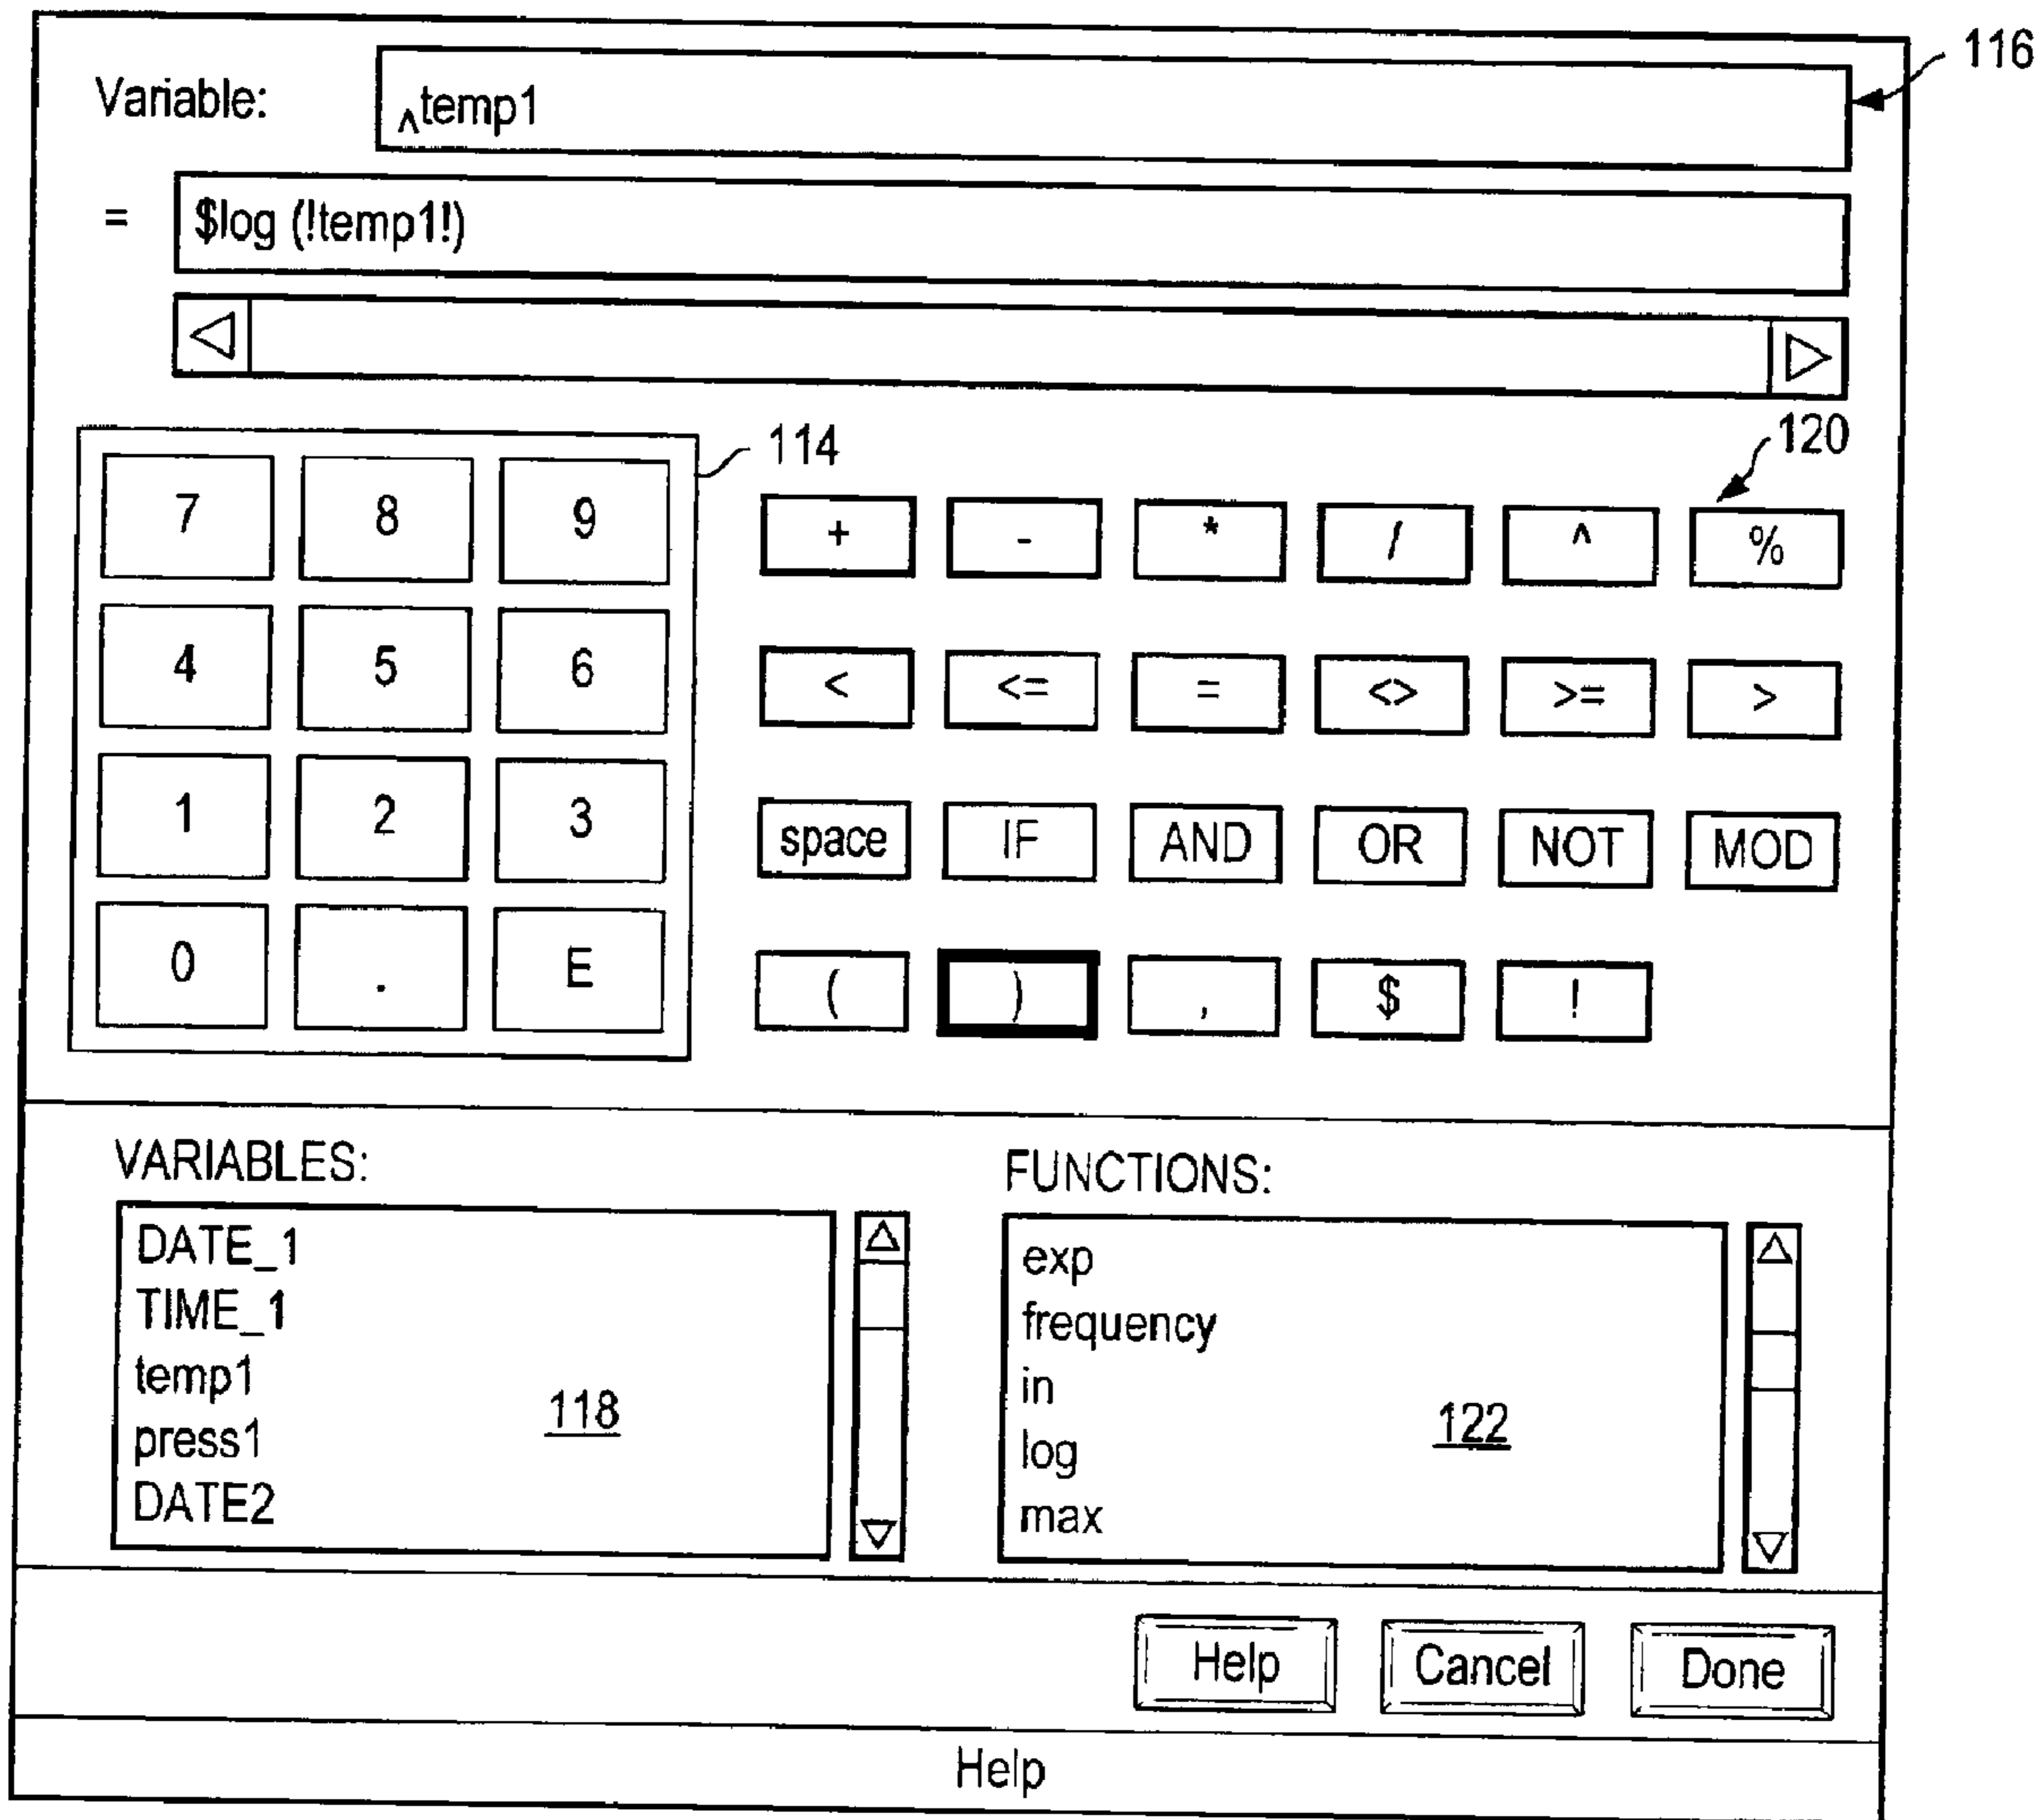 116
Variable: ^temp1
= $log (!temp1!)
114
120
7 8 9
+ - * / ^ %
4 5 6
< <= = <> >= >
1 2 3
space IF AND OR NOT MOD
0 . E
( ) , $ !
VARIABLES:
DATE_1
TIME_1
temp1
press1
DATE2
118
FUNCTIONS:
exp
frequency
in
log
max
122
Help Cancel Done
Help